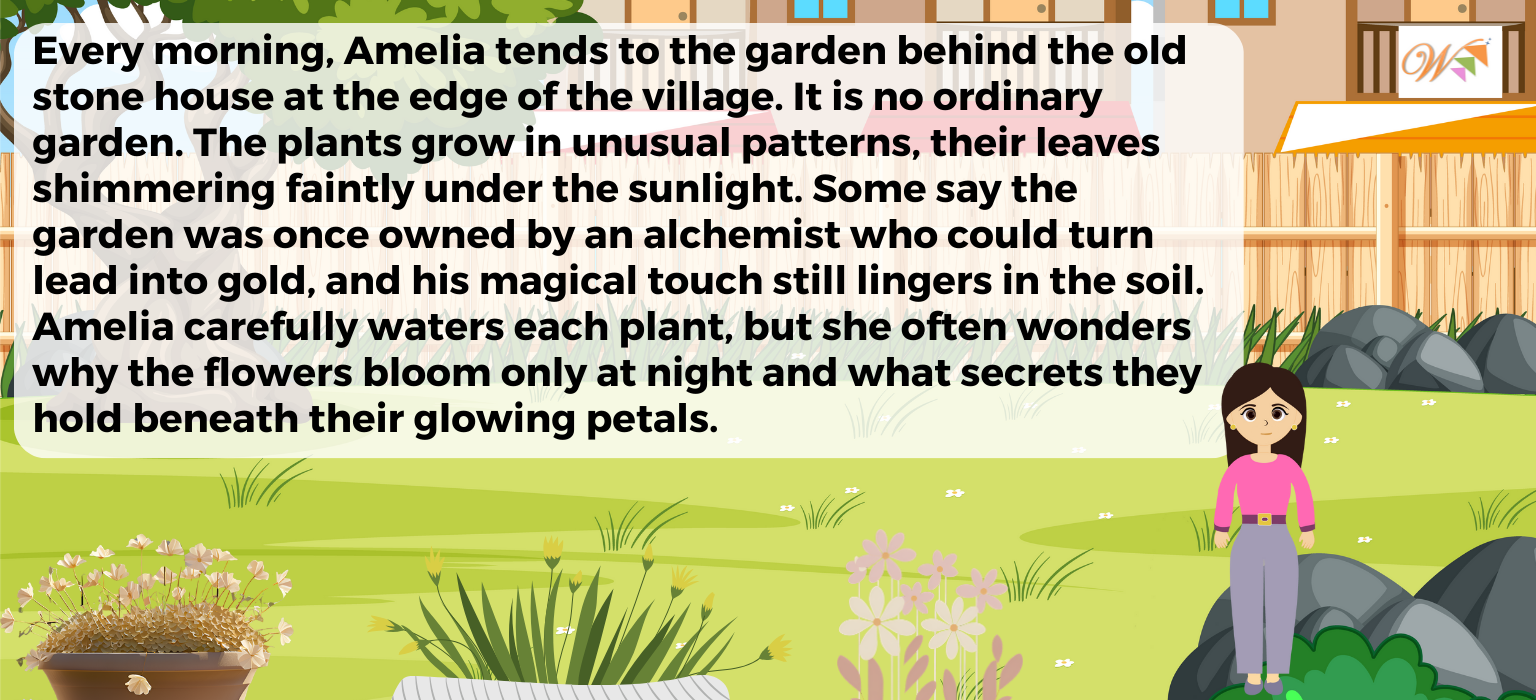 Every morning, Amelia tends to the garden behind the old
stone house at the edge of the village. It is no ordinary
garden. The plants grow in unusual patterns, their leaves
shimmering faintly under the sunlight. Some say the
garden was once owned by an alchemist who could turn
lead into gold, and his magical touch still lingers in the soil.
Amelia carefully waters each plant, but she often wonders
why the flowers bloom only at night and what secrets they
hold beneath their glowing petals.
W